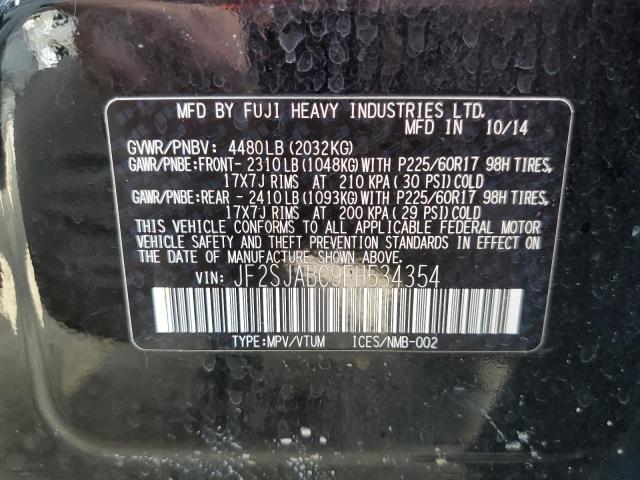 MFD BY FUJI HEAVY INDUSTRIES LTD.
MFD IN 10/14
GVWR/PNBV: 4480LB(2032KG)
GAWR/PNBE:FRONT- 2310LB(1048KG)WITH P225/60R17 98H TIRES,
17X7J RIMS AT 210 KPA(30 PSI)COLD
GAWR/PNBE:REAR - 2410LB(1093KG)WITH P225/60R17 98H TIRES,
17X7J RIMS AT 200 KPA(29 PSI)COLD
THIS VEHICLE CONFORMS TO ALL APPLICABLE FEDERAL MOTOR
VEHICLE SAFETY AND THEFT PREVENTION STANDARDS IN EFFECT ON
THE DATE OF MANUFACTURE SHOWN ABOVE.
VIN: JF2SJABC9FH534354
TYPE:MPV/VTUM ICES/NMB-002